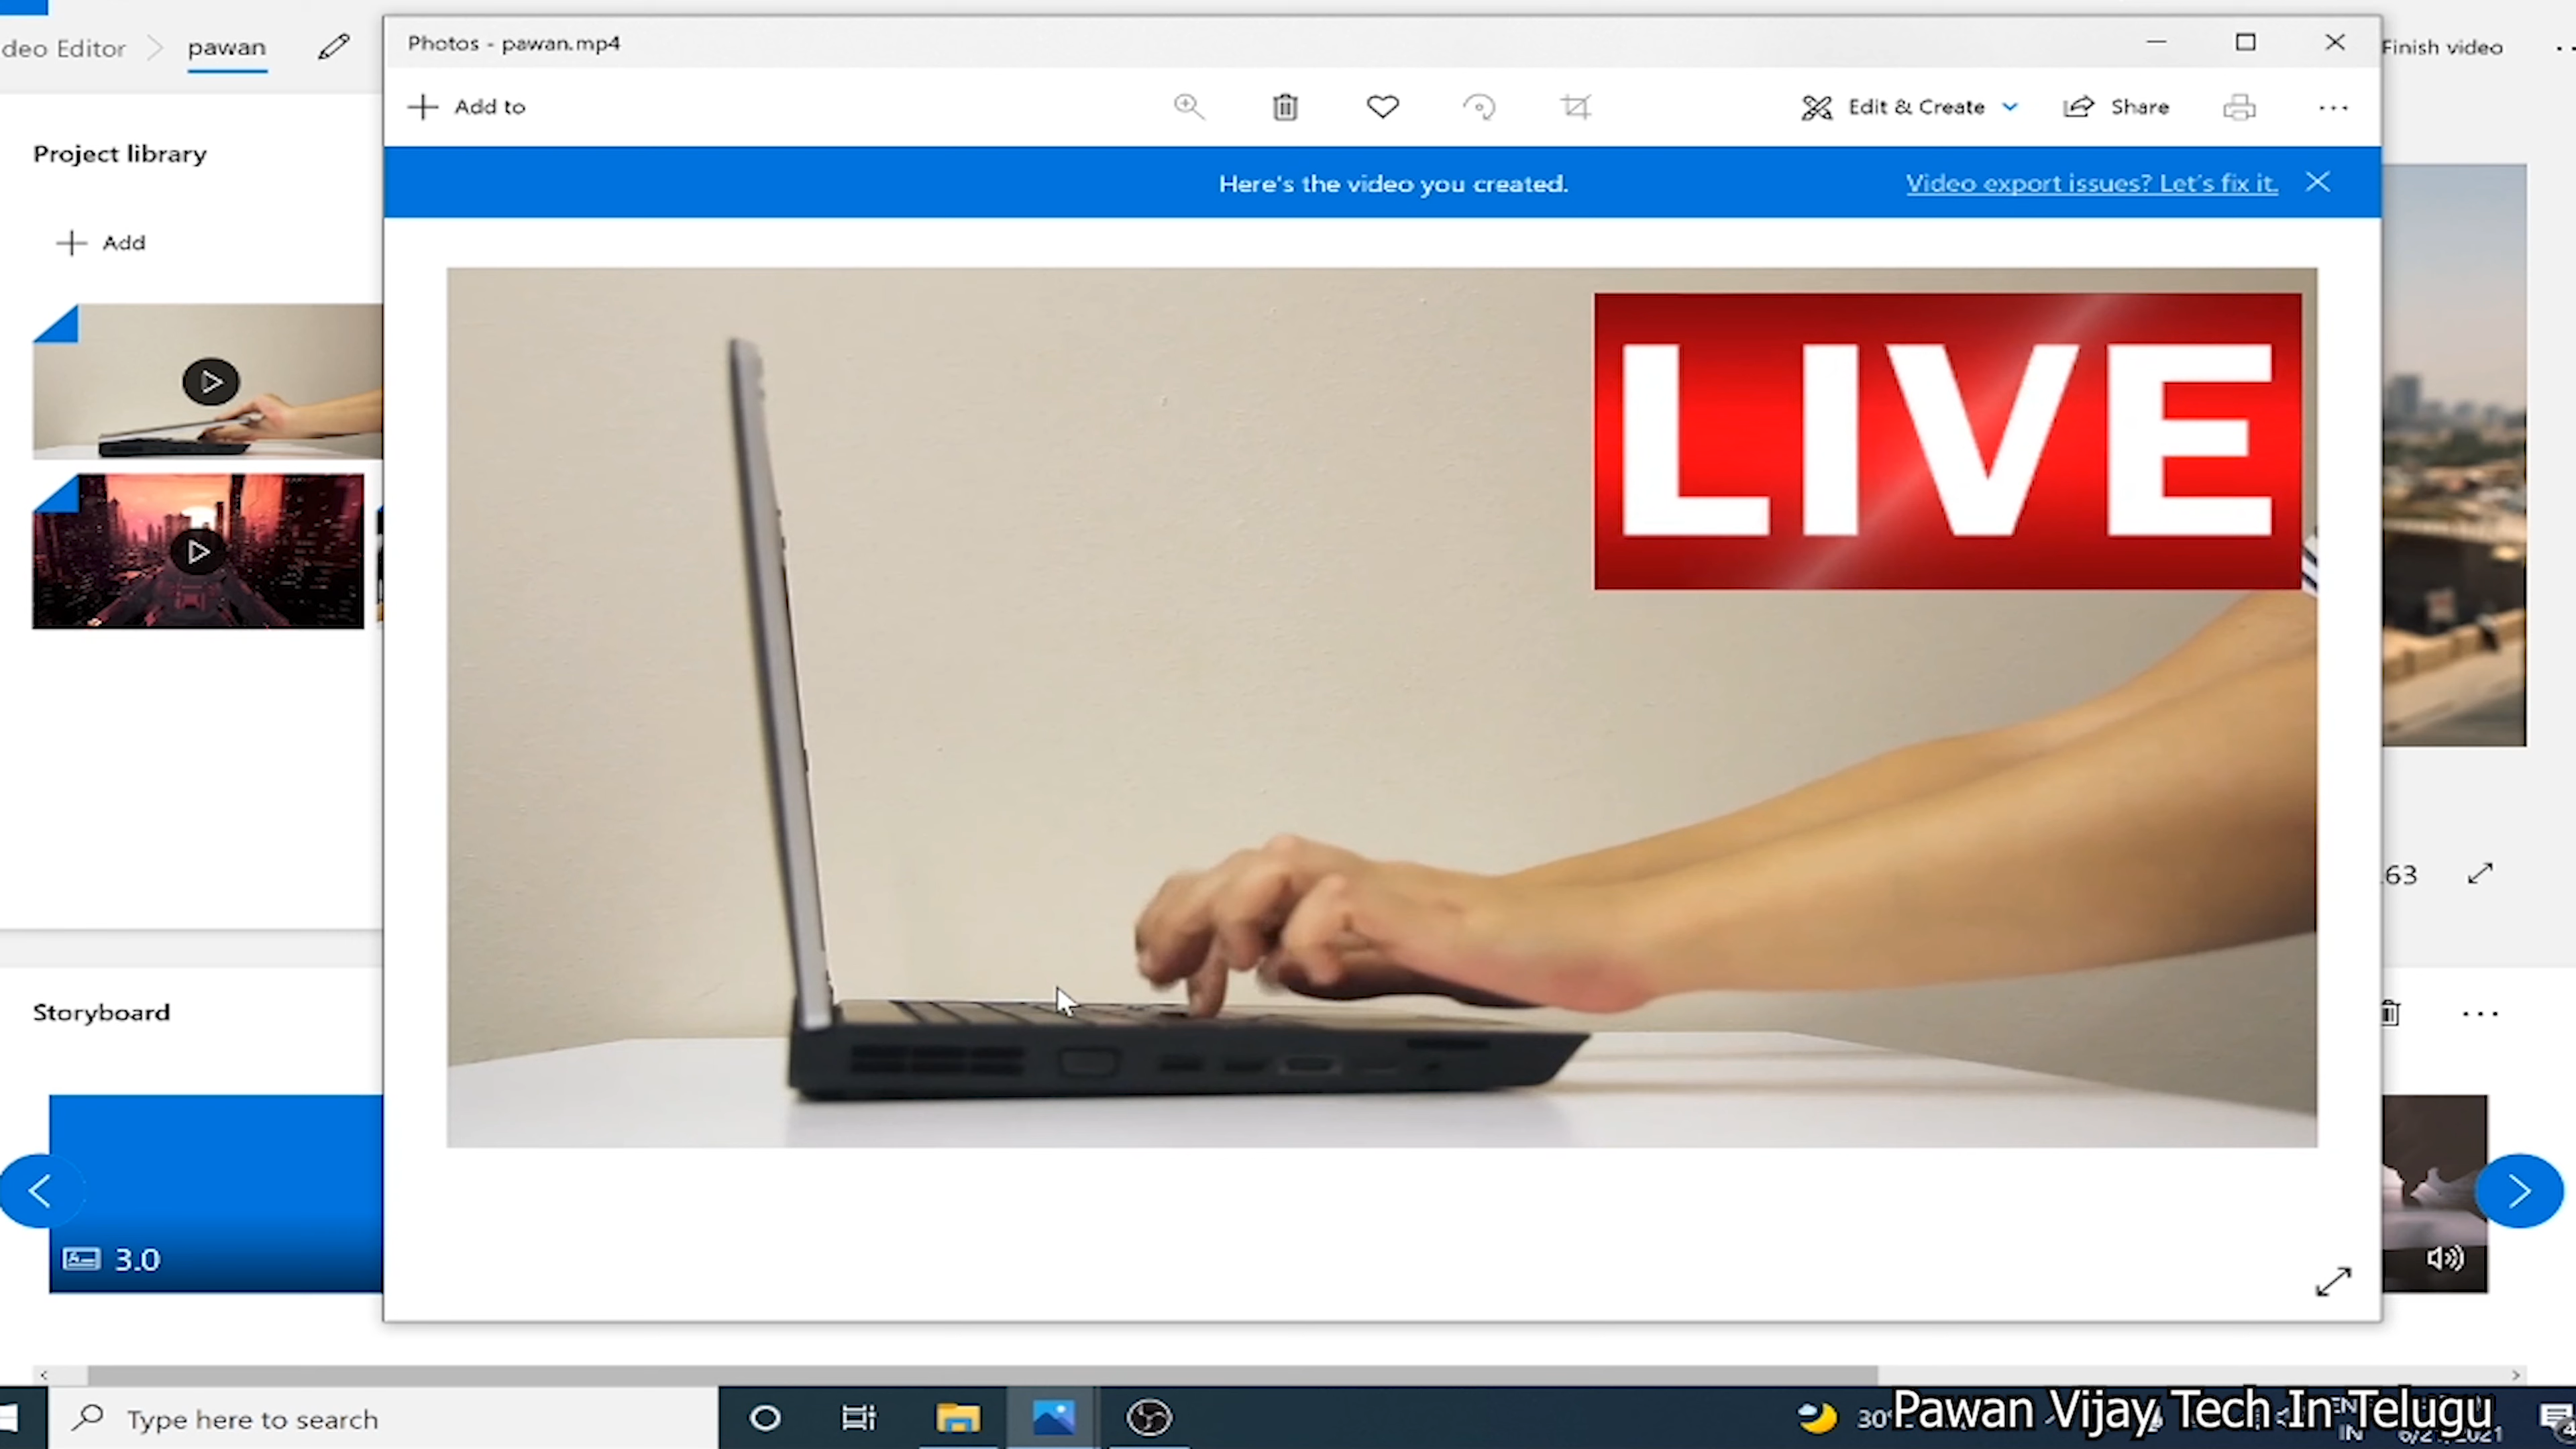 deo Editor
pawan
Photos - pawan.mp4
Finish video
Add to
Edit & Create
Share
Project library
Here's the video you created.
Video export issues? Let's fix it.
Add
LIVE
.63
Storyboard
3.0
Type here to search
30°
Pawan Vijay Tech In Telugu
IN